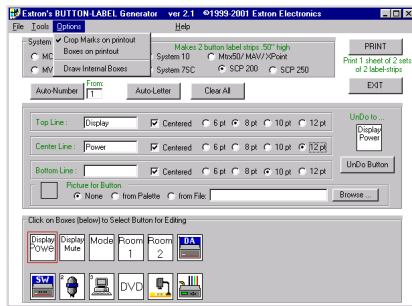 Extron's BUTTON-LABEL Generator ver 2.1 ©1999-2001 Extron Electronics
File Tools Options Help
Crop Marks on printout
Boxes on printout
Draw Internal Boxes
System
Makes 2 button label strips .50" high
MC
System 10
Mtx50/ MAV/ XPoint
MV
System 7SC
SCP 200
SCP 250
PRINT
Print 1 sheet of 2 sets of 2 label-strips
EXIT
Auto-Number
From:
1
Auto-Letter
Clear All
Top Line : Display Centered 6 pt 8 pt 10 pt 12 pt
Center Line : Power Centered 6 pt 8 pt 10 pt 12 pt
Bottom Line : Centered 6 pt 8 pt 10 pt 12 pt
UnDo to ...
Display
Power
UnDo Button
Picture for Button
None from Palette from File: Browse ...
Click on Boxes (below) to Select Button for Editing
Display Powe
Display Mute
Mode
Room 1
Room 2
DA
SW
DVD